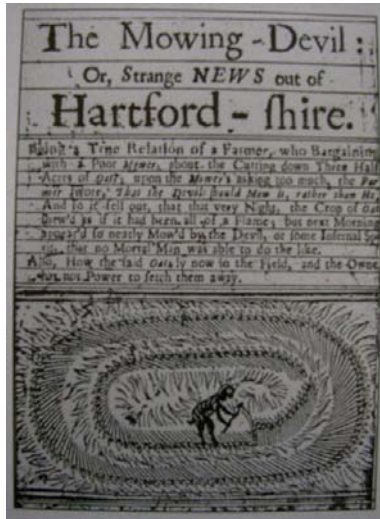 The Mowing-Devil:
Or, Strange NEWS out of
Hartford-ſhire.
Being a True Relation of a Farmer, who Bargaining
with a Poor Mower, about the Cutting down Three Half
Acres of Oats; upon the Mower's asking too much, the Far-
mer swore, That the Devil should Mow it, rather than He.
And so it fell out, that that very Night, the Crop of Oat
shew'd as if it had been all of a Flame; but next Morning
appear'd so neatly Mow'd by the Devil, or some Infernal Spi-
rit, that no Mortal Man was able to do the like.
Also, How the said Oats ly now in the Field, and the Owner
has not Power to fetch them away.